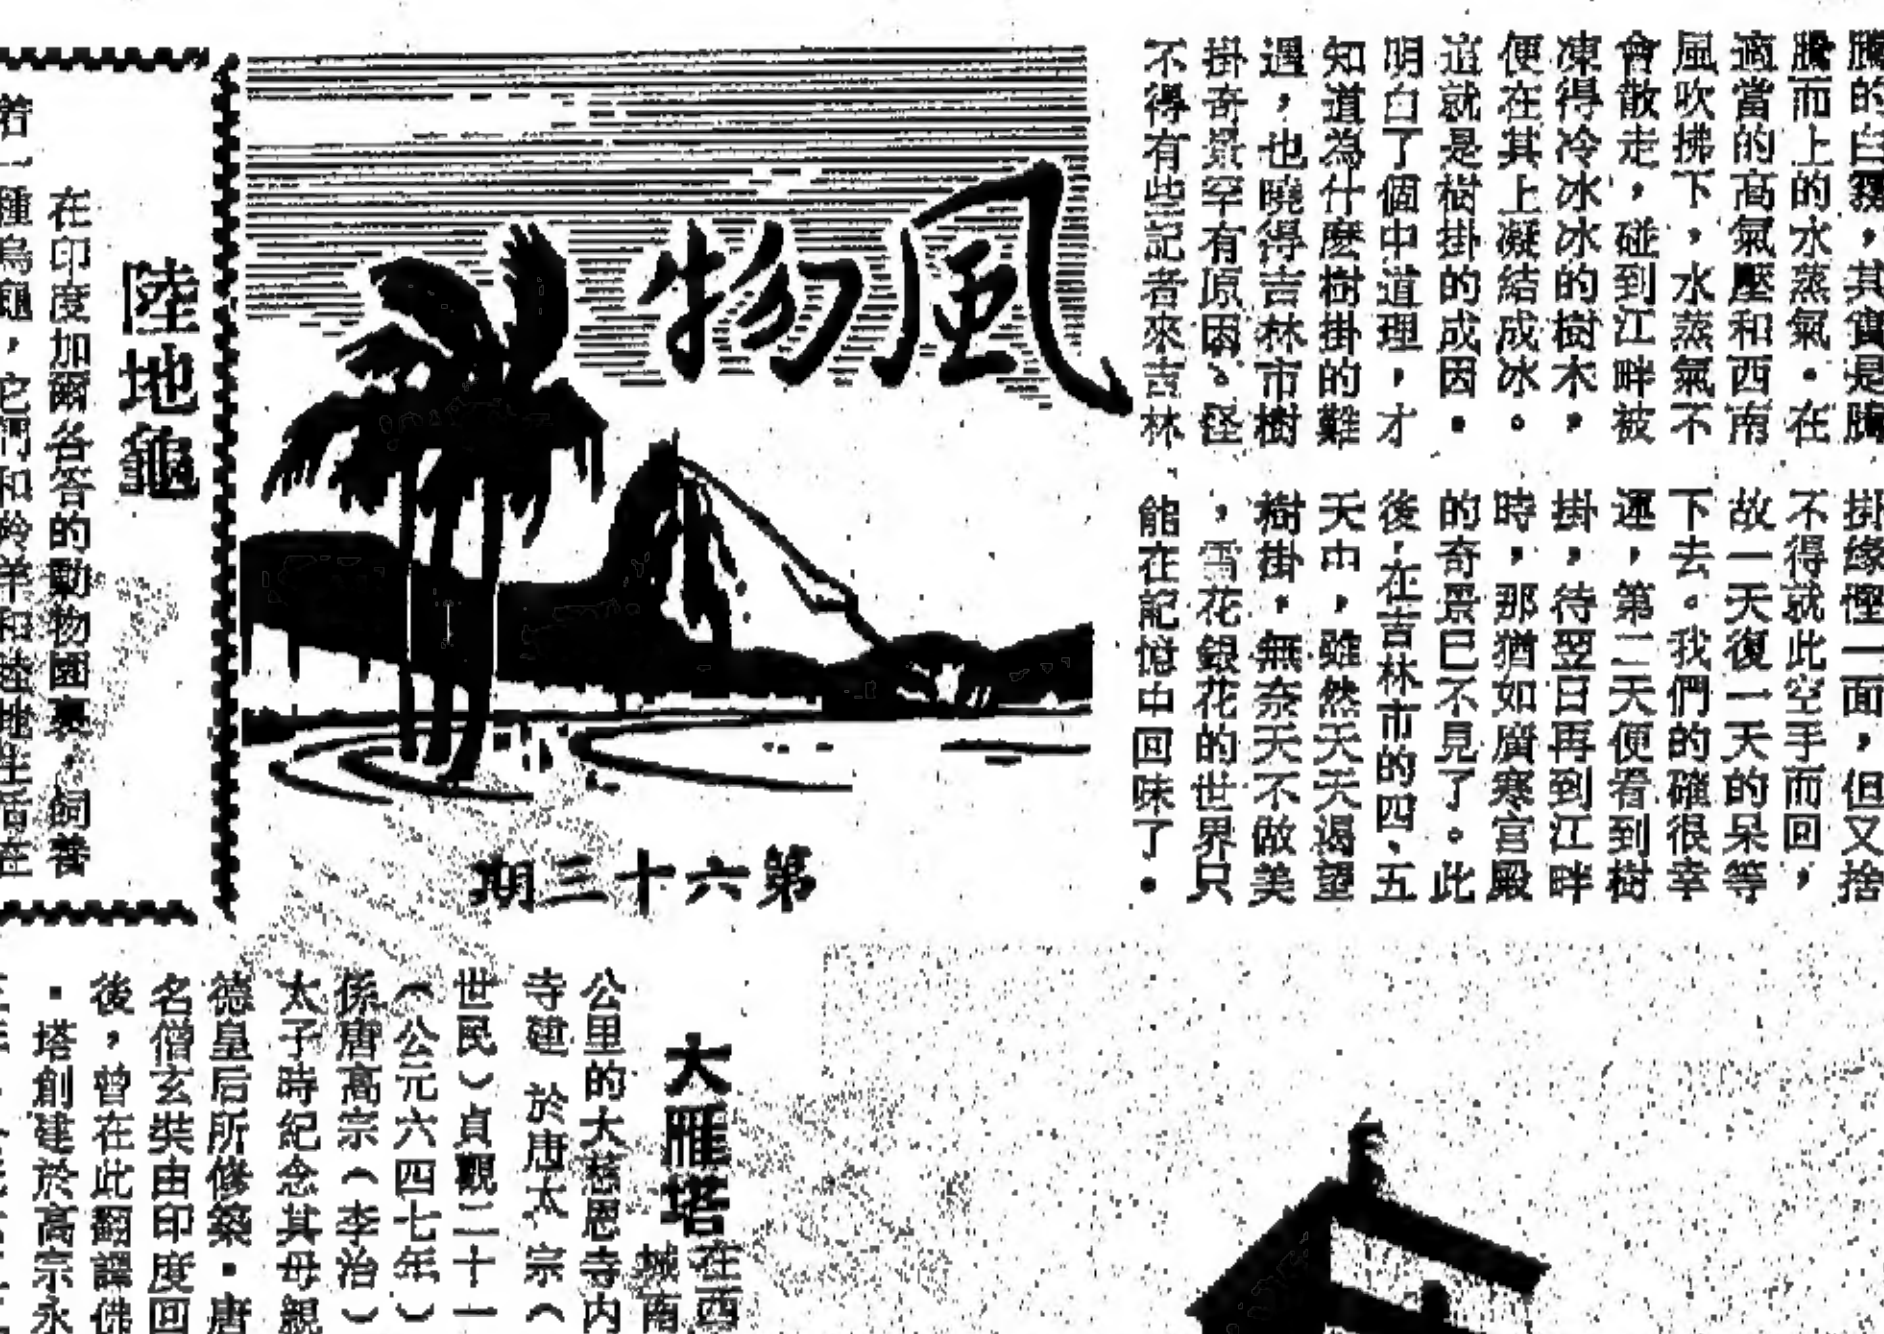 騰的白霧，其實是騰
騰而上的水蒸氣。在
適當的高氣壓和西南
風吹拂下，水蒸氣不
會散走，碰到江畔被
凍得冷冰冰的樹木，
便在其上凝結成冰。
這就是樹掛的成因。
明白了個中道理，才
知道為什麼樹掛的難
遇，也曉得吉林市樹
掛奇景罕有原因。怪
不得有些記者來吉林
掛緣慳一面，但又捨
不得就此空手而回，
故一天復一天的呆等
下去。我們的確很幸
運，第二天便看到樹
掛，待翌日再到江畔
時，那猶如廣寒宮殿
的奇景已不見了。此
後，在吉林市的四、五
天中，雖然天天渴望
樹掛，無奈天不做美
，雪花銀花的世界只
能在記憶中回味了。
風物
第六十三期
陸地龜
在印度加爾各答的動物園裏，飼養
着一種烏龜，它們和羚羊和陸地生活在
大雁塔
在西
城南
公里的大慈恩寺内
寺建於唐太宗（
世民）貞觀二十一
（公元六四七年）
係唐高宗（李治）
太子時紀念其母親
德皇后所修築。唐
名僧玄奘由印度回
後，曾在此翻譯佛
。塔創建於高宗永